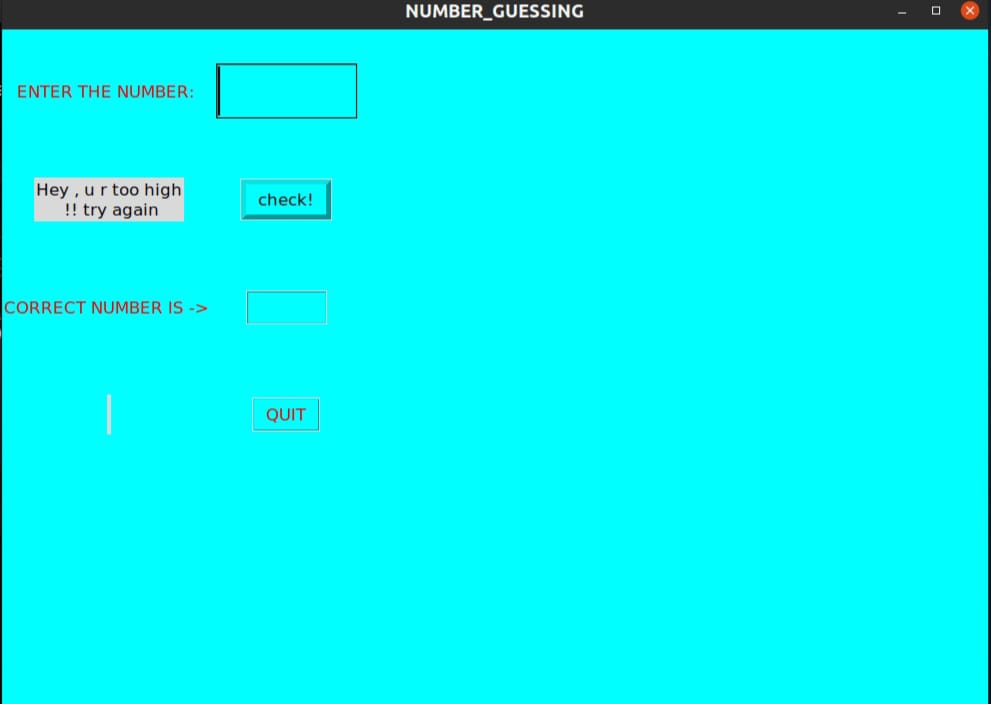 NUMBER_GUESSING
ENTER THE NUMBER:
Hey , u r too high
!! try again
check!
CORRECT NUMBER IS ->
QUIT